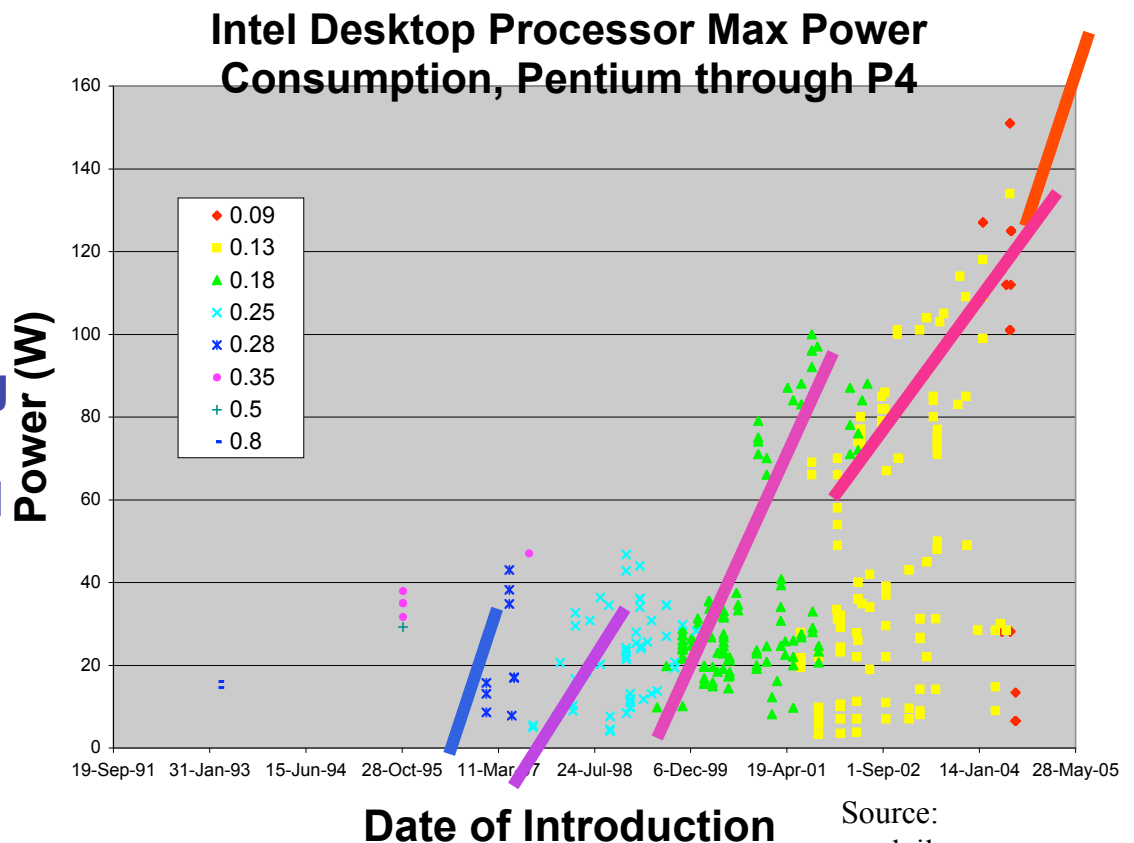 Intel Desktop Processor Max Power
Consumption, Pentium through P4
160
140
120
100
80
60
40
20
0
Power (W)
0.09
0.13
0.18
0.25
0.28
0.35
0.5
0.8
19-Sep-91 31-Jan-93 15-Jun-94 28-Oct-95 11-Mar-97 24-Jul-98 6-Dec-99 19-Apr-01 1-Sep-02 14-Jan-04 28-May-05
Date of Introduction
Source: